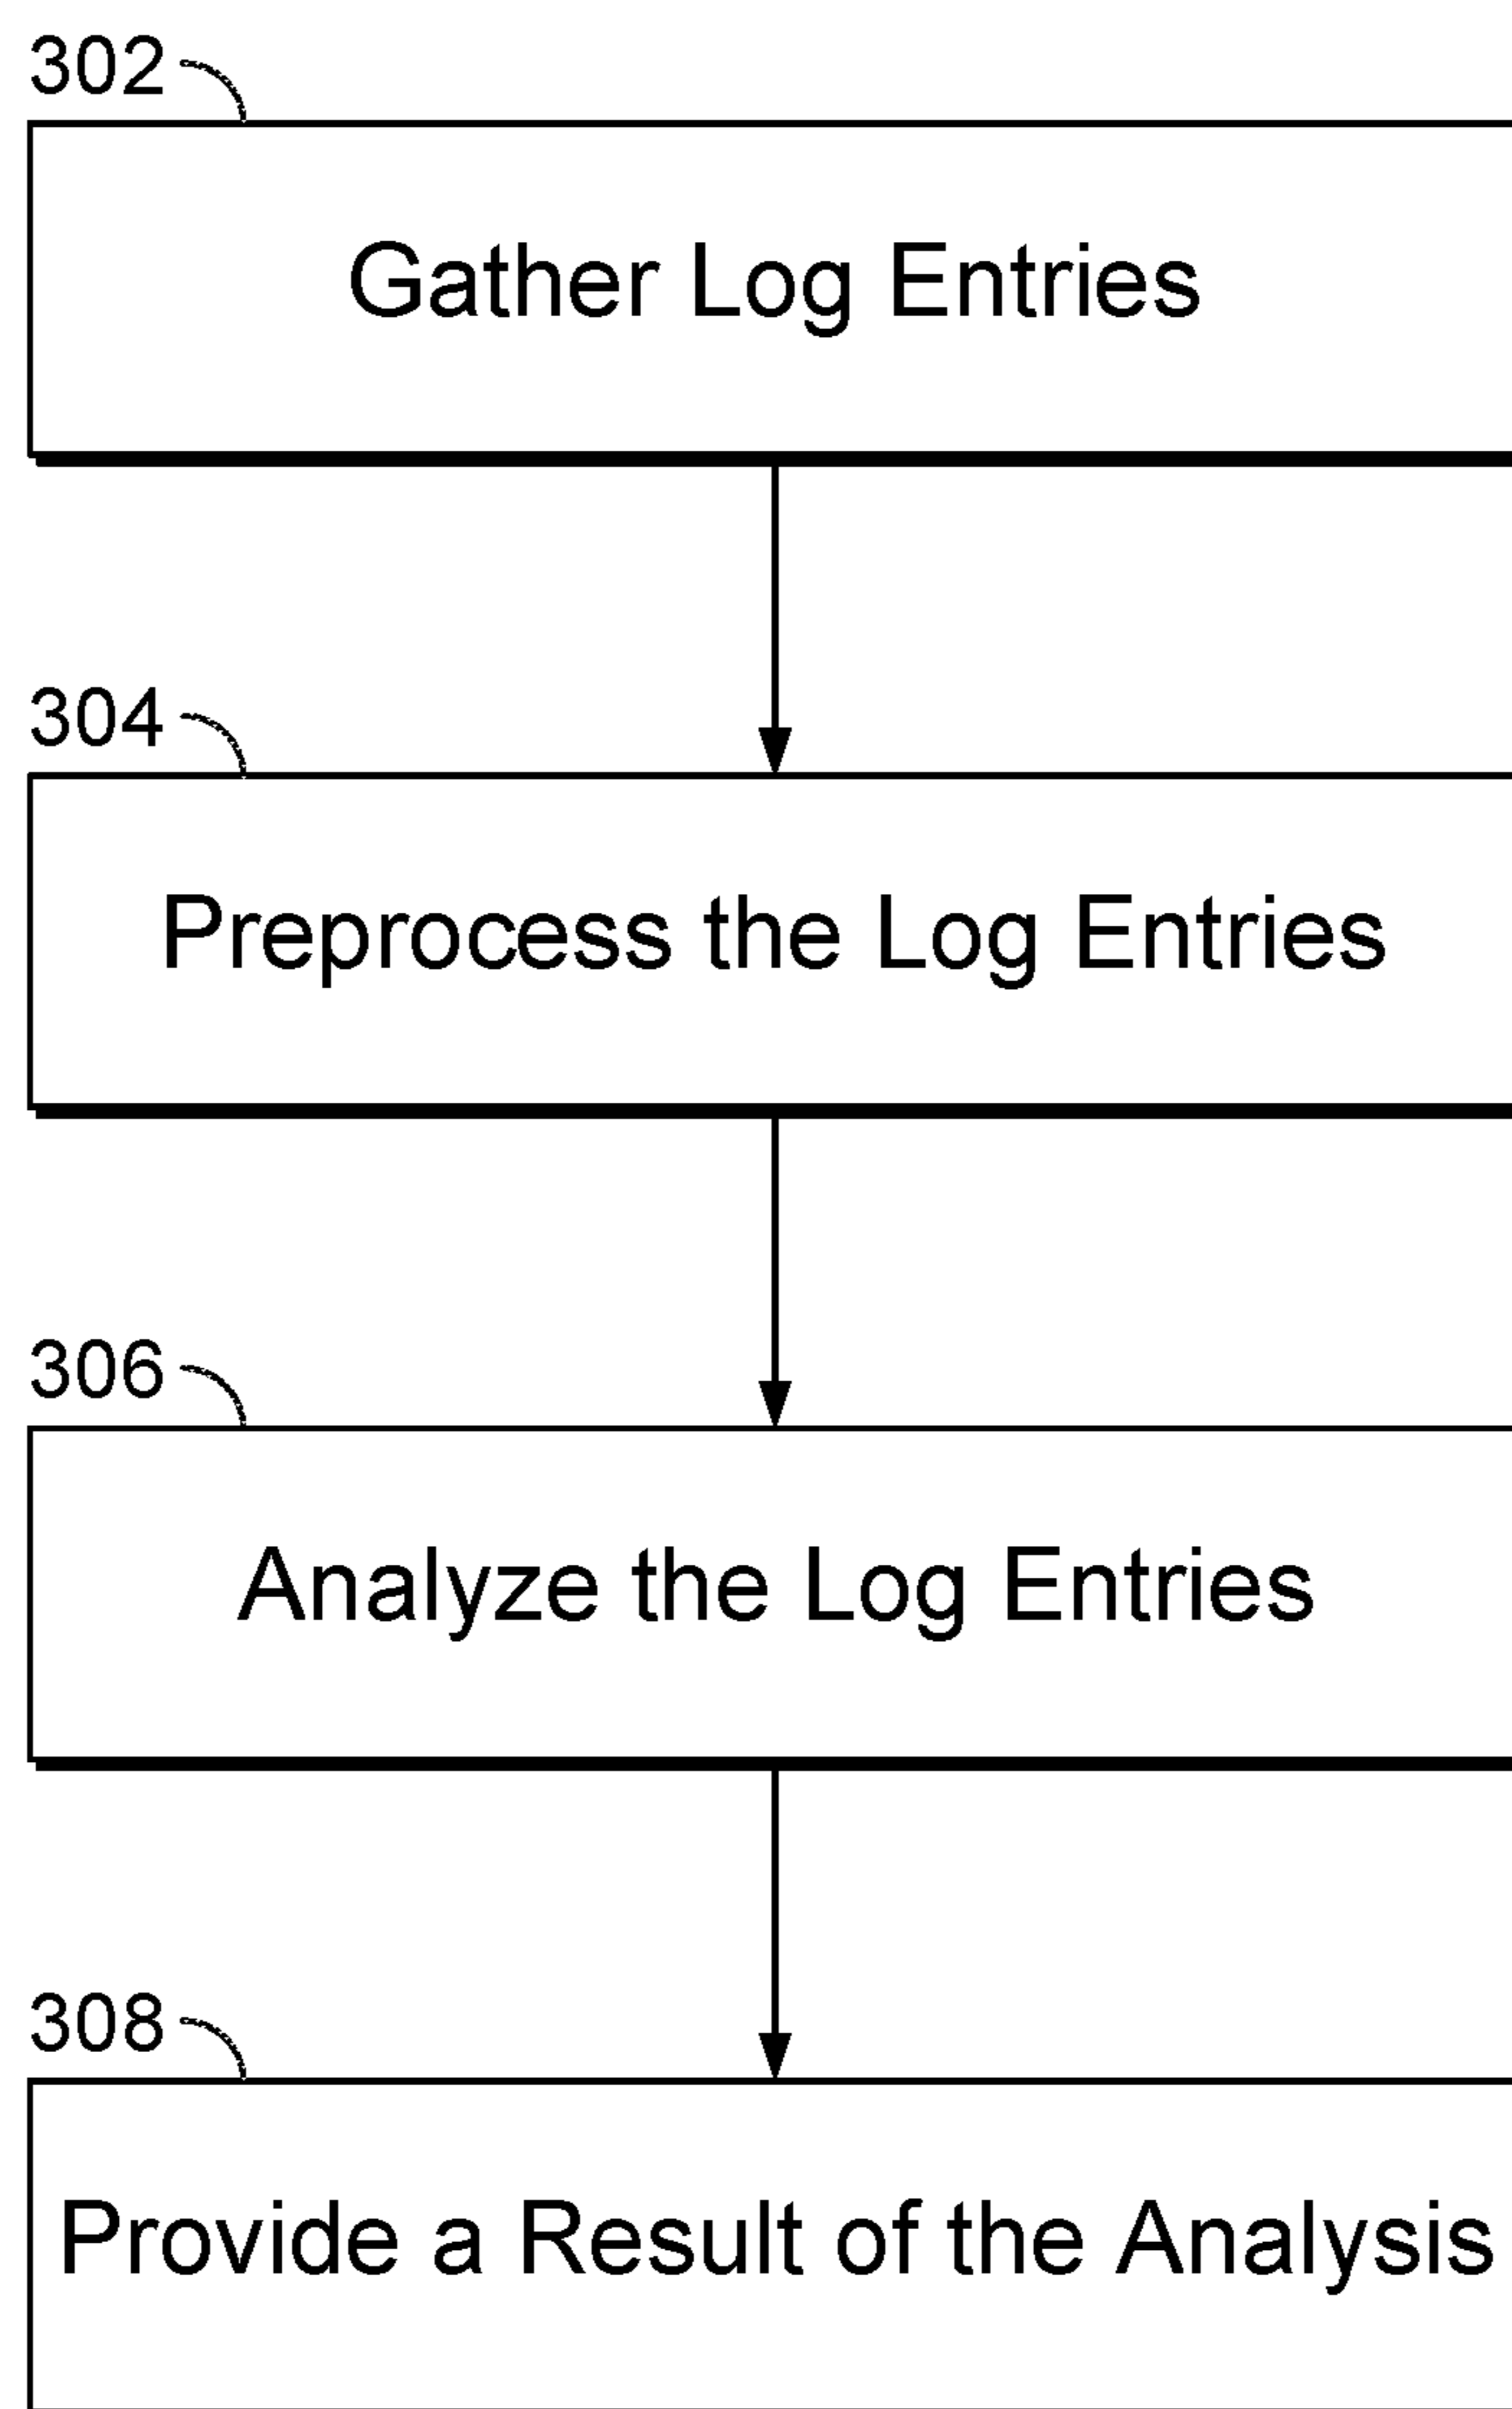 302
Gather Log Entries
304
Preprocess the Log Entries
306
Analyze the Log Entries
308
Provide a Result of the Analysis